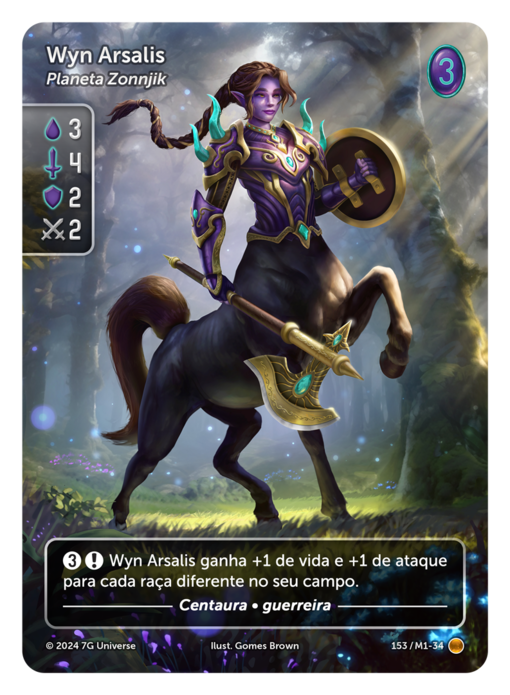 Wyn Arsalis
Planeta Zonnjik
3
3
4
2
2
3 ! Wyn Arsalis ganha +1 de vida e +1 de ataque
para cada raça diferente no seu campo.
Centaura • guerreira
© 2024 7G Universe
Ilust. Gomes Brown
153 / M1-34